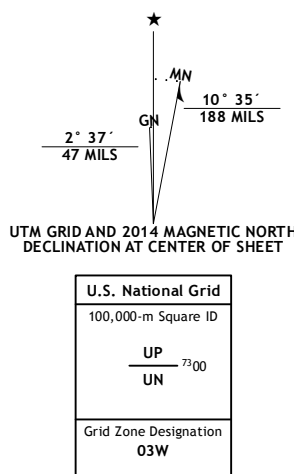 ★
MN
GN
10° 35´
188 MILS
2° 37´
47 MILS
UTM GRID AND 2014 MAGNETIC NORTH
DECLINATION AT CENTER OF SHEET
U.S. National Grid
100,000-m Square ID
UP
7300
UN
Grid Zone Designation
03W